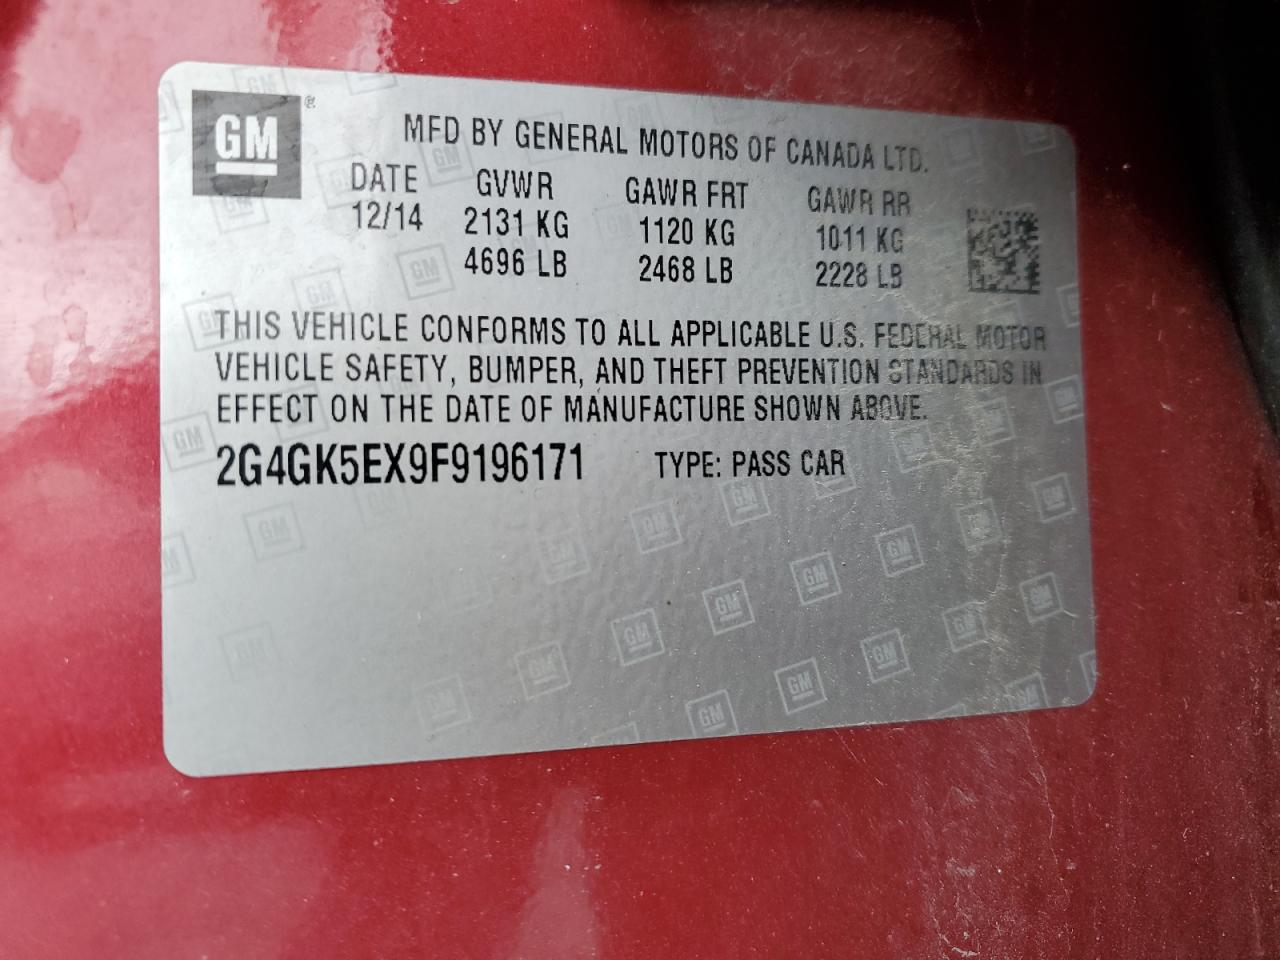 GM®
MFD BY GENERAL MOTORS OF CANADA LTD.
DATE GVWR GAWR FRT GAWR RR
12/14 2131 KG 1120 KG 1011 KG
4696 LB 2468 LB 2228 LB
THIS VEHICLE CONFORMS TO ALL APPLICABLE U.S. FEDERAL MOTOR
VEHICLE SAFETY, BUMPER, AND THEFT PREVENTION STANDARDS IN
EFFECT ON THE DATE OF MANUFACTURE SHOWN ABOVE.
2G4GK5EX9F9196171 TYPE: PASS CAR